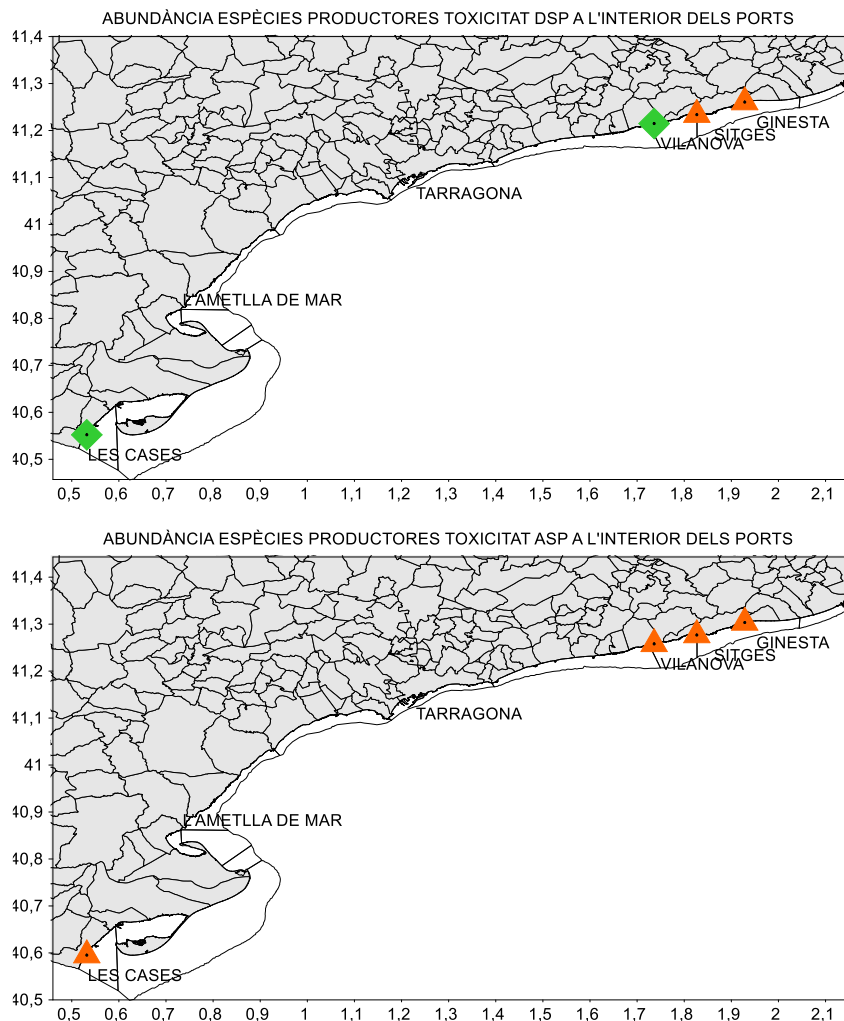 ABUNDÀNCIA ESPÈCIES PRODUCTORES TOXICITAT DSP A L'INTERIOR DELS PORTS
41,4
41,3
41,2
41,1
41
40,9
40,8
40,7
40,6
40,5
GINESTA
SITGES
VILANOVA
TARRAGONA
L'AMETLLA DE MAR
LES CASES
0,5 0,6 0,7 0,8 0,9 1 1,1 1,2 1,3 1,4 1,5 1,6 1,7 1,8 1,9 2 2,1
ABUNDÀNCIA ESPÈCIES PRODUCTORES TOXICITAT ASP A L'INTERIOR DELS PORTS
41,4
41,3
41,2
41,1
41
40,9
40,8
40,7
40,6
40,5
GINESTA
SITGES
VILANOVA
TARRAGONA
L'AMETLLA DE MAR
LES CASES
0,5 0,6 0,7 0,8 0,9 1 1,1 1,2 1,3 1,4 1,5 1,6 1,7 1,8 1,9 2 2,1